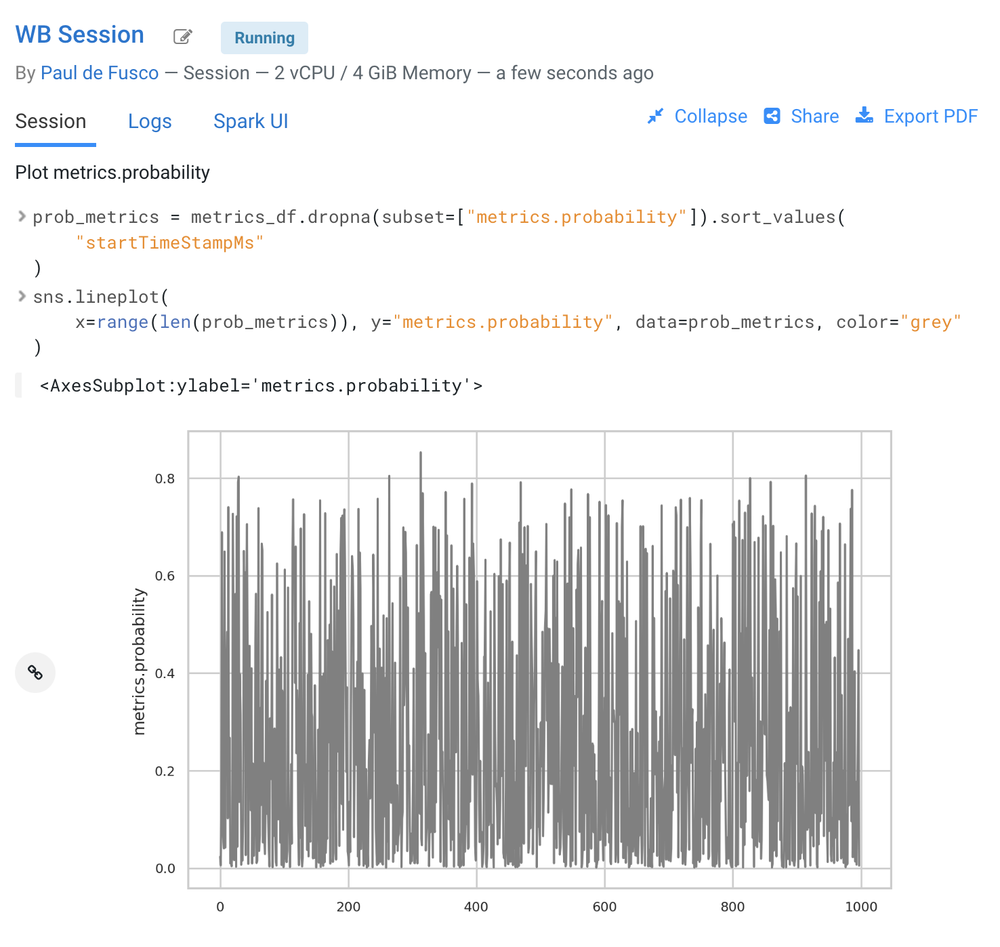 WB Session Running
By Paul de Fusco — Session — 2 vCPU / 4 GiB Memory — a few seconds ago
Session Logs Spark UI Collapse Share Export PDF
Plot metrics.probability
prob_metrics = metrics_df.dropna(subset=["metrics.probability"]).sort_values(
"startTimeStampMs"
)
sns.lineplot(
x=range(len(prob_metrics)), y="metrics.probability", data=prob_metrics, color="grey"
)
<AxesSubplot:ylabel='metrics.probability'>
0.8
0.6
0.4
0.2
0.0
metrics.probability
0 200 400 600 800 1000